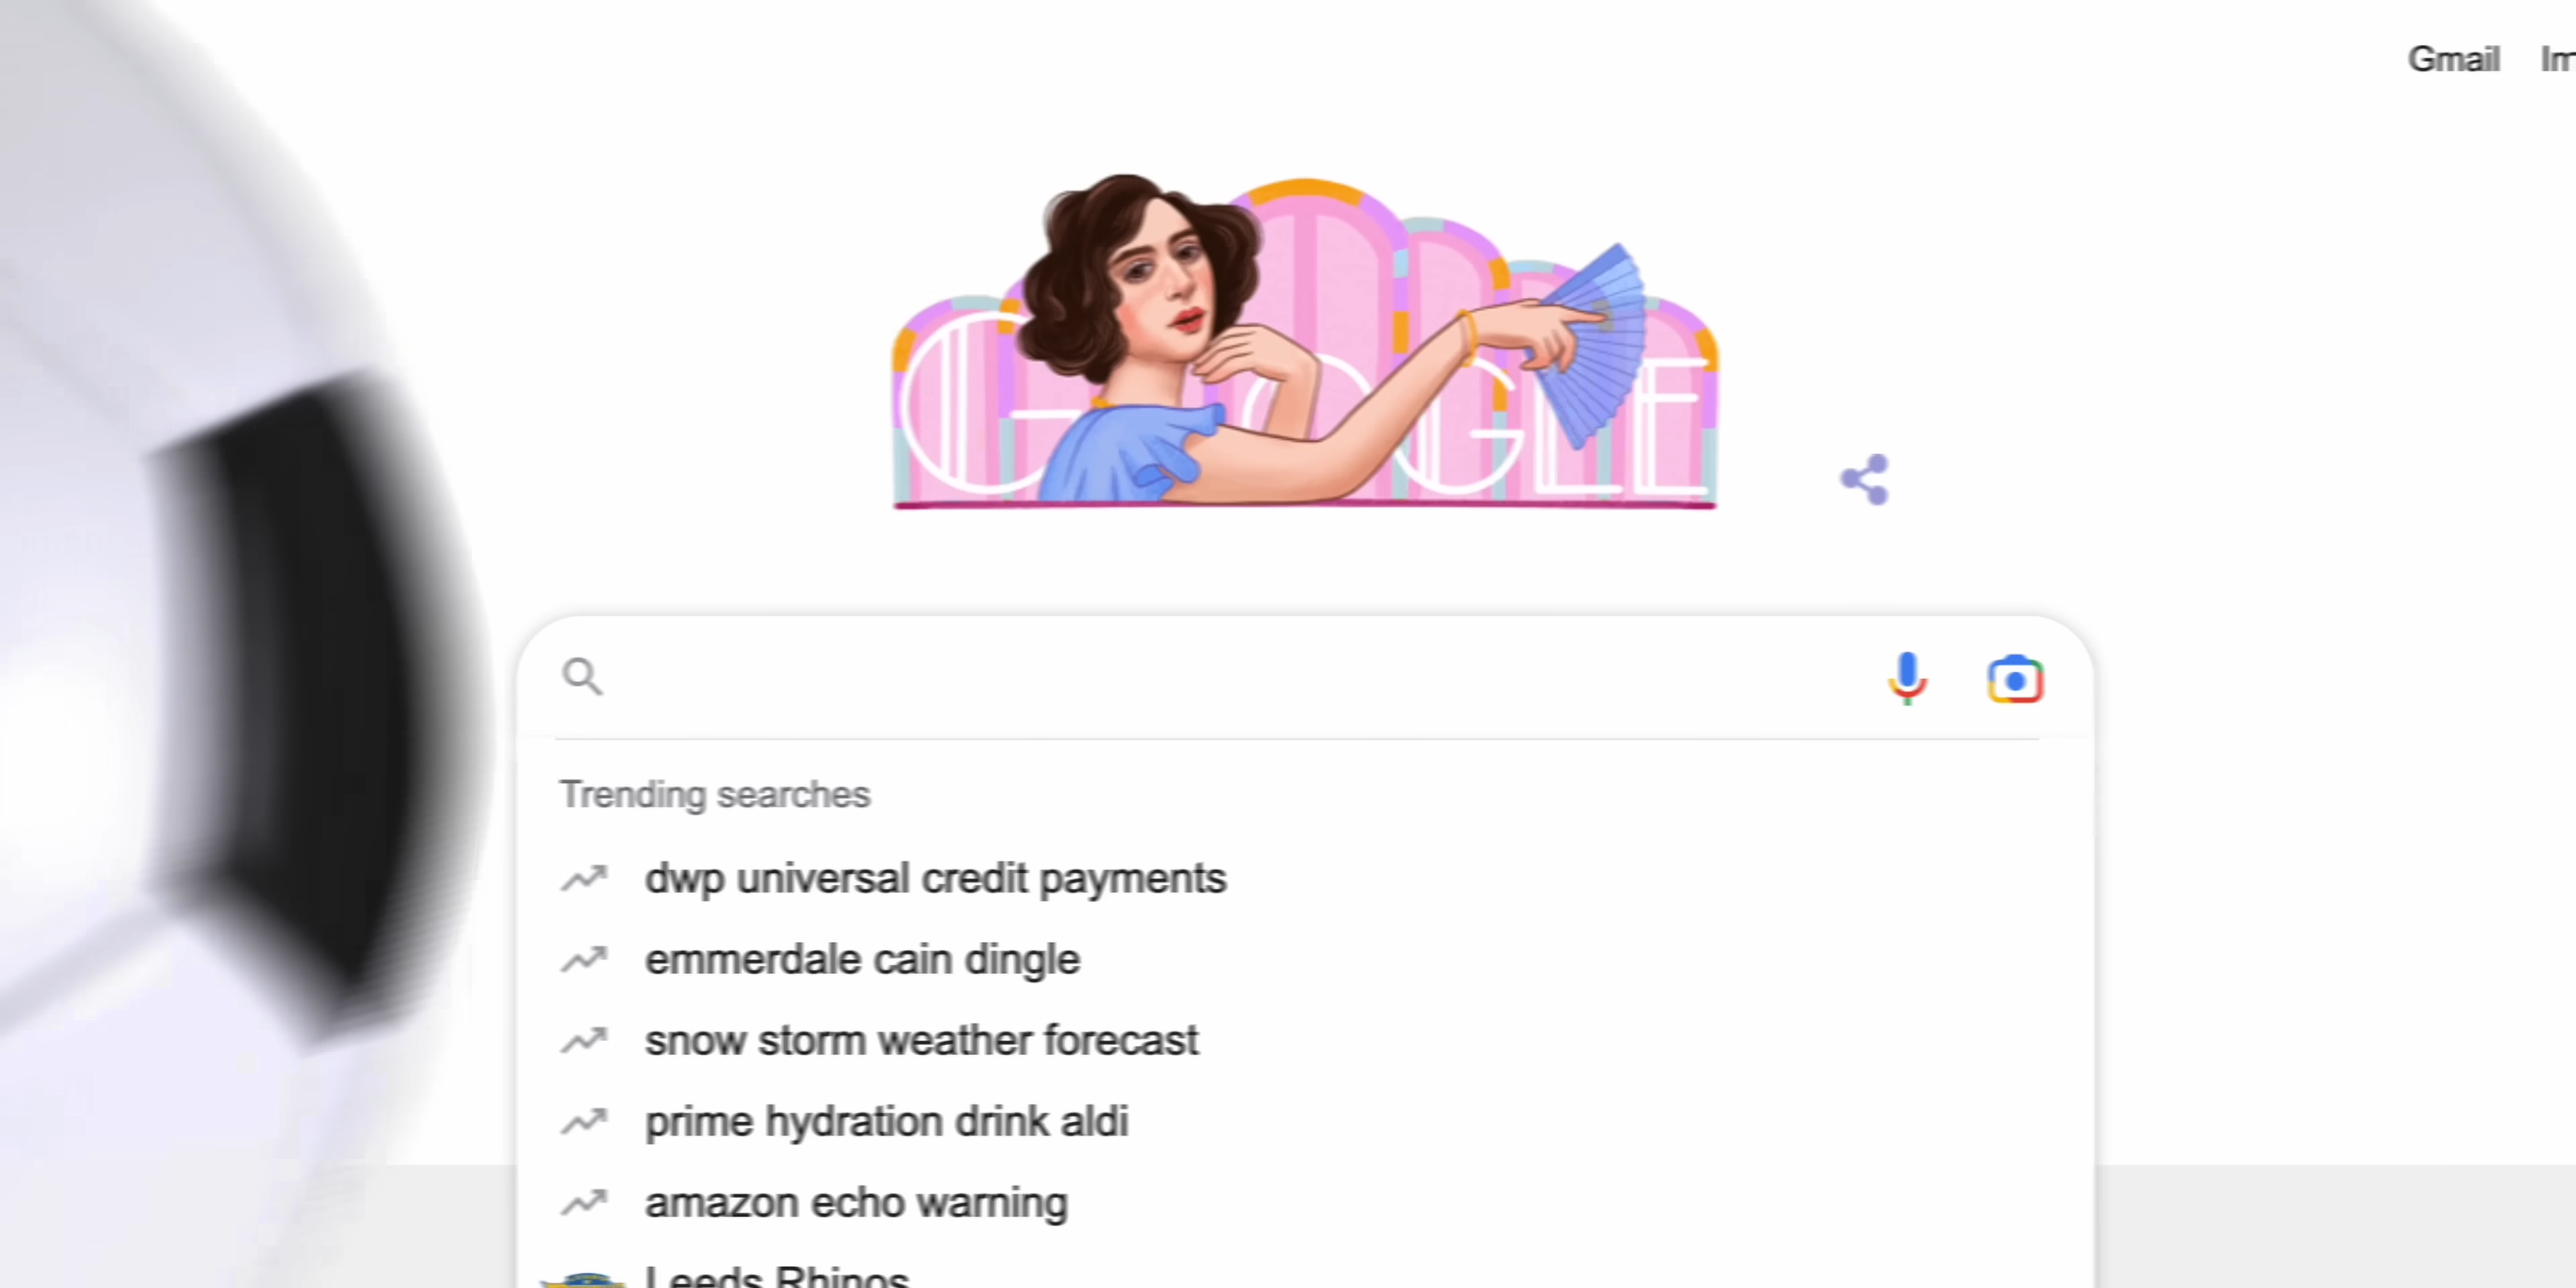 Gmail
GOOGLE
Trending searches
dwp universal credit payments
emmerdale cain dingle
snow storm weather forecast
prime hydration drink aldi
amazon echo warning
Leeds Rhinos